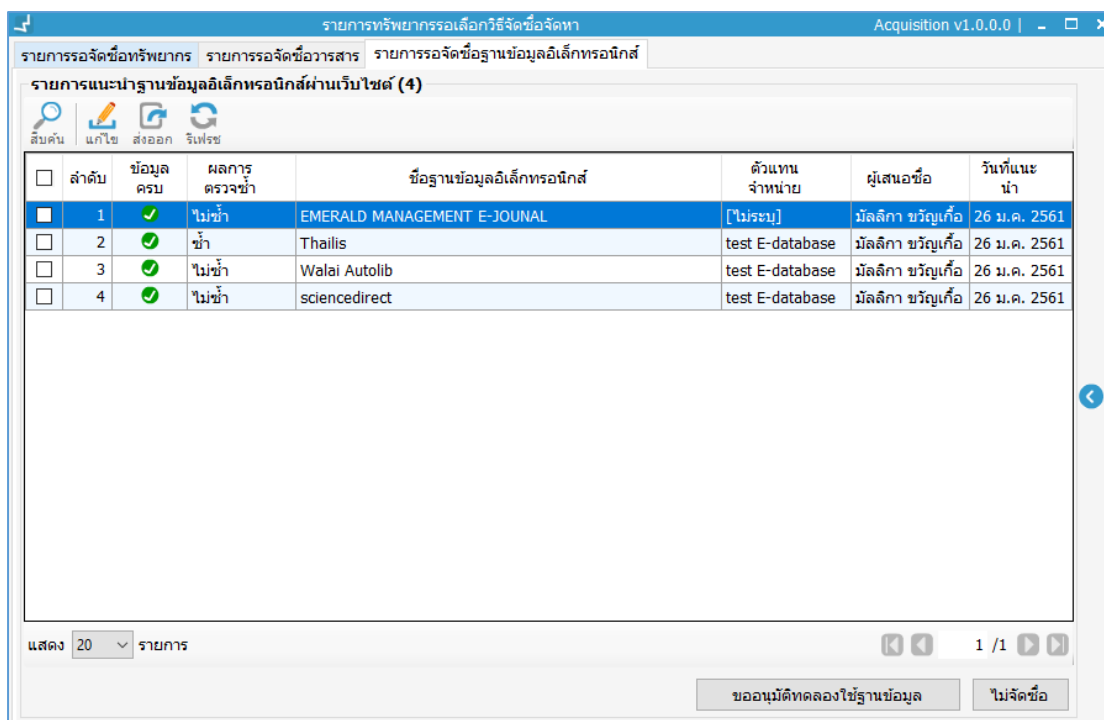 รายการทรัพยากรรอเลือกวิธีจัดซื้อจัดหา Acquisition v1.0.0.0 |
รายการรอจัดซื้อทรัพยากร รายการรอจัดซื้อวารสาร รายการรอจัดซื้อฐานข้อมูลอิเล็กทรอนิกส์
รายการแนะนำฐานข้อมูลอิเล็กทรอนิกส์ผ่านเว็บไซต์ (4)
สืบค้น แก้ไข ส่งออก รีเฟรช
ลำดับ ข้อมูลครบ ผลการตรวจซ้ำ ชื่อฐานข้อมูลอิเล็กทรอนิกส์ ตัวแทนจำหน่าย ผู้เสนอซื้อ วันที่แนะนำ
1 ไม่ซ้ำ EMERALD MANAGEMENT E-JOUNAL [ไม่ระบุ] มัลลิกา ขวัญเกื้อ 26 ม.ค. 2561
2 ซ้ำ Thailis test E-database มัลลิกา ขวัญเกื้อ 26 ม.ค. 2561
3 ไม่ซ้ำ Walai Autolib test E-database มัลลิกา ขวัญเกื้อ 26 ม.ค. 2561
4 ไม่ซ้ำ sciencedirect test E-database มัลลิกา ขวัญเกื้อ 26 ม.ค. 2561
แสดง 20 รายการ 1 /1
ขออนุมัติทดลองใช้ฐานข้อมูล ไม่จัดซื้อ